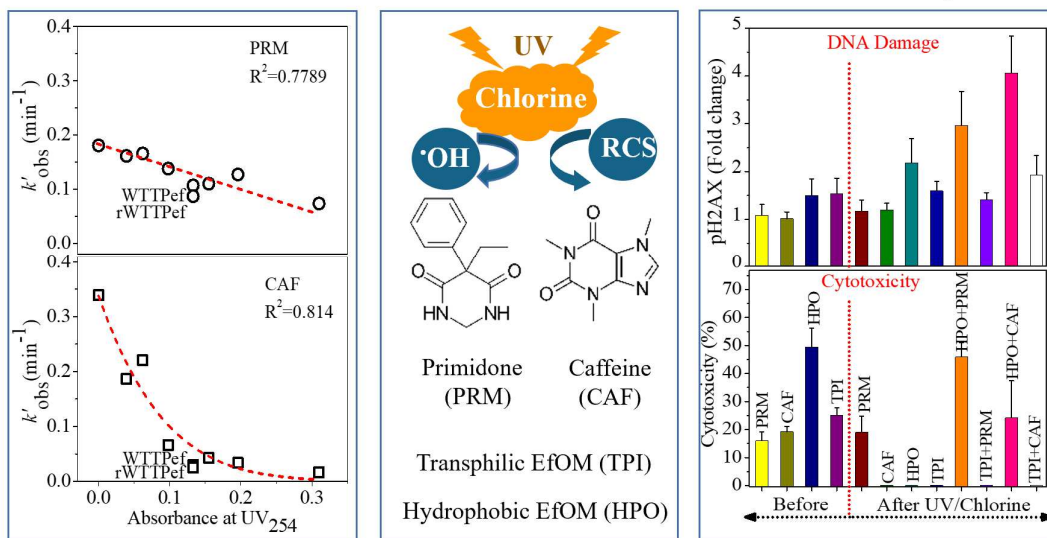 0.4
0.3
0.2
0.1
0.0
k'obs (min⁻¹)
PRM
R²=0.7789
WTTPef
rWTTPef
0.4
0.3
0.2
0.1
0.0
k'obs (min⁻¹)
CAF
R²=0.814
WTTPef
rWTTPef
0.0 0.1 0.2 0.3
Absorbance at UV254
UV
Chlorine
·OH
RCS
O
O
NH
HN
O
O
N
N
N
N
Primidone
(PRM)
Caffeine
(CAF)
Transphilic EfOM (TPI)
Hydrophobic EfOM (HPO)
DNA Damage
5
4
3
2
1
0
pH2AX (Fold change)
Cytotoxicity
70
60
50
40
30
20
10
0
Cytotoxicity (%)
PRM
CAF
HPO
TPI
PRM
CAF
HPO
TPI
HPO+PRM
TPI+PRM
HPO+CAF
TPI+CAF
Before
After UV/Chlorine